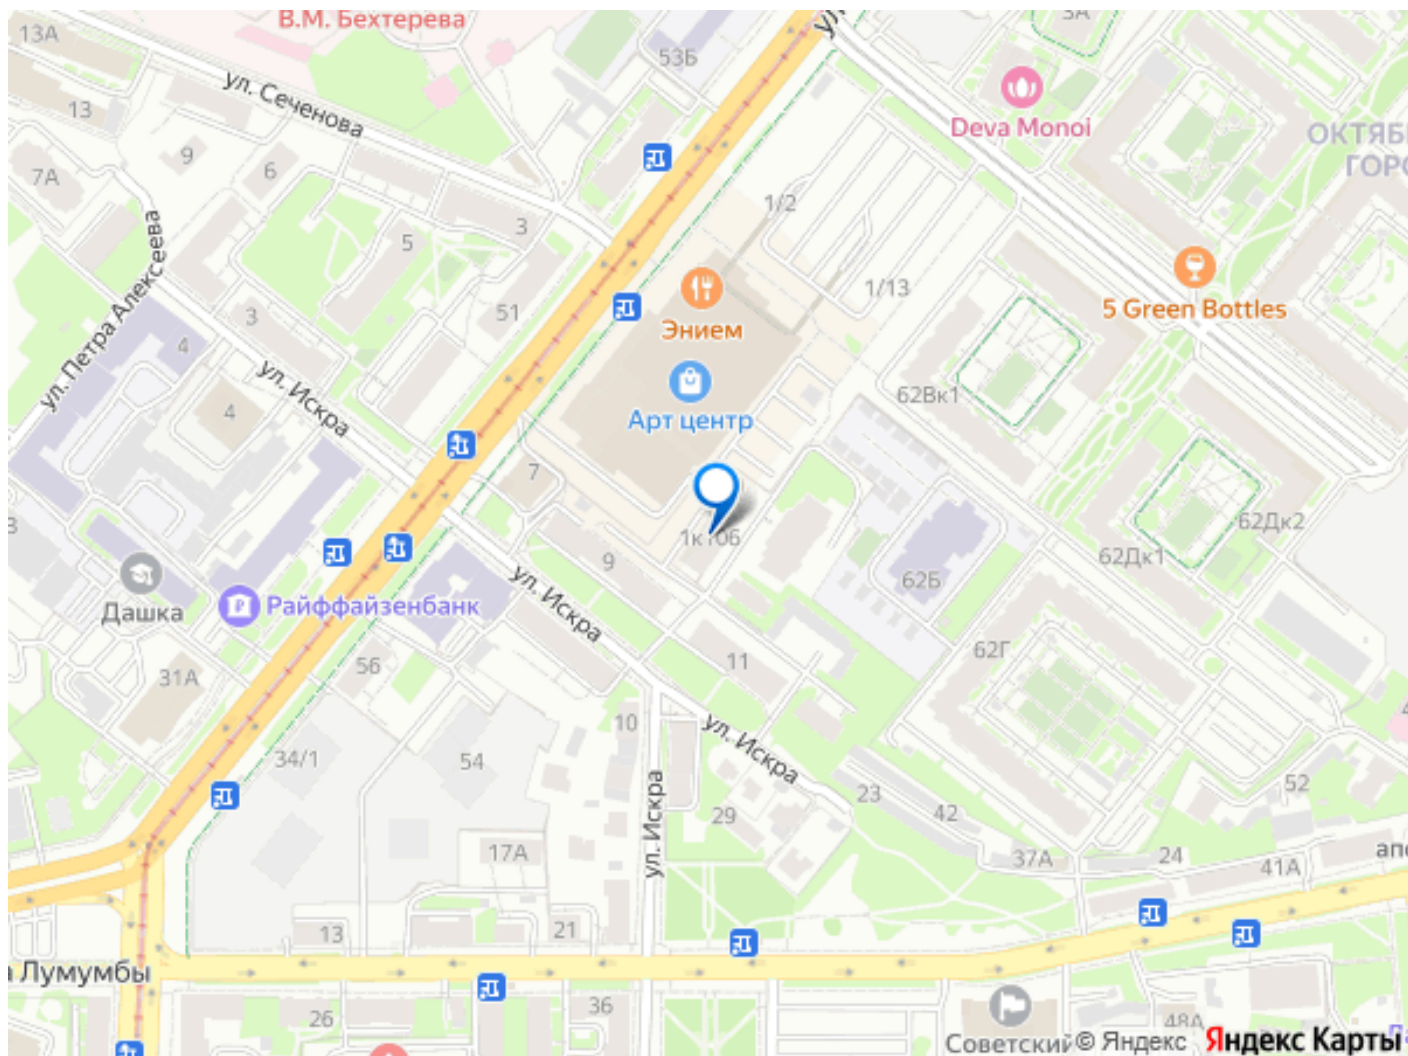 В.М. Бехтерева
13А
53Б
3А
ул. Сеченова
13
Deva Monoi
ОКТЯБ
ГОРО
9
6
7А
1/2
3
5
ул. Петра Алексеева
1/13
5 Green Bottles
Энием
51
3
4
ул. Искра
62Вк1
4
Арт центр
7
1к106
62Дк2
9
62Дк1
62Б
ул. Искра
Дашка
Райффайзенбанк
56
31А
11
62Г
10
ул. Искра
34/1
54
52
23
42
29
ул. Искра
17А
37А
24
41А
апо
13
21
а Лумумбы
26
36
48А
Советский
© Яндекс
Яндекс Карты